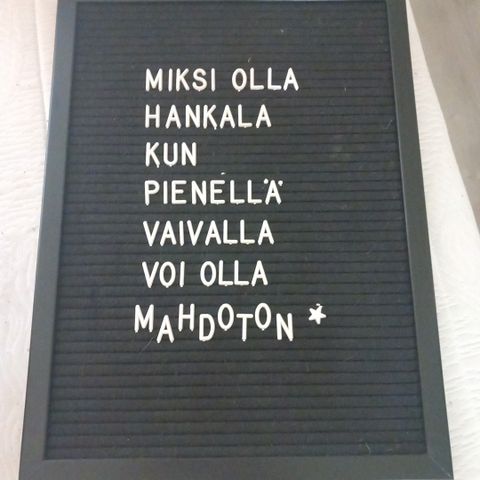 MIKSI OLLA
HANKALA
KUN
PIENELLÄ
VAIVALLA
VOI OLLA
MAHDOTON *